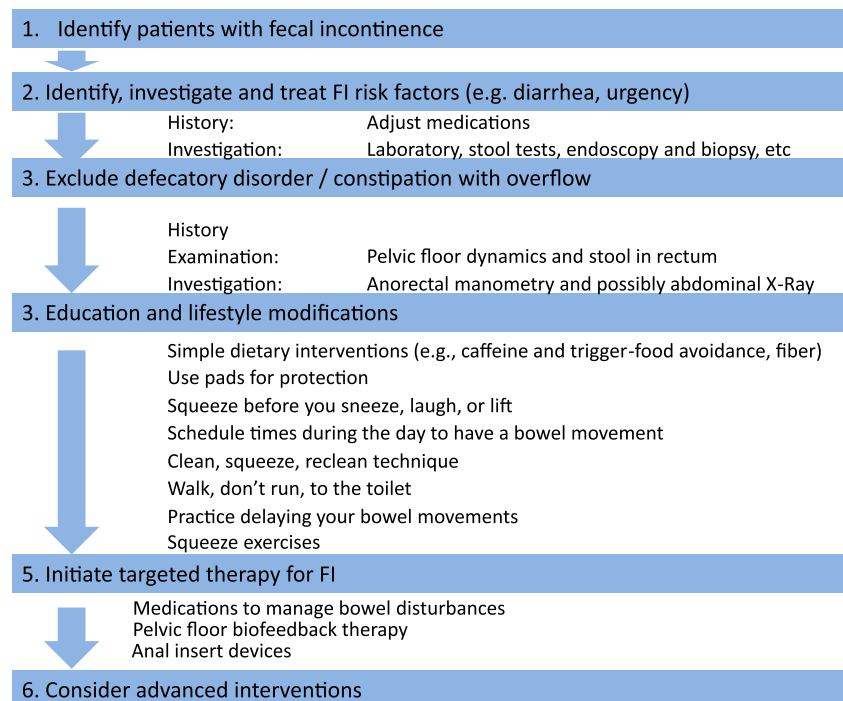 1. Identify patients with fecal incontinence
2. Identify, investigate and treat FI risk factors (e.g. diarrhea, urgency)
History: Adjust medications
Investigation: Laboratory, stool tests, endoscopy and biopsy, etc
3. Exclude defecatory disorder / constipation with overflow
History
Examination: Pelvic floor dynamics and stool in rectum
Investigation: Anorectal manometry and possibly abdominal X-Ray
3. Education and lifestyle modifications
Simple dietary interventions (e.g., caffeine and trigger-food avoidance, fiber)
Use pads for protection
Squeeze before you sneeze, laugh, or lift
Schedule times during the day to have a bowel movement
Clean, squeeze, reclean technique
Walk, don't run, to the toilet
Practice delaying your bowel movements
Squeeze exercises
5. Initiate targeted therapy for FI
Medications to manage bowel disturbances
Pelvic floor biofeedback therapy
Anal insert devices
6. Consider advanced interventions